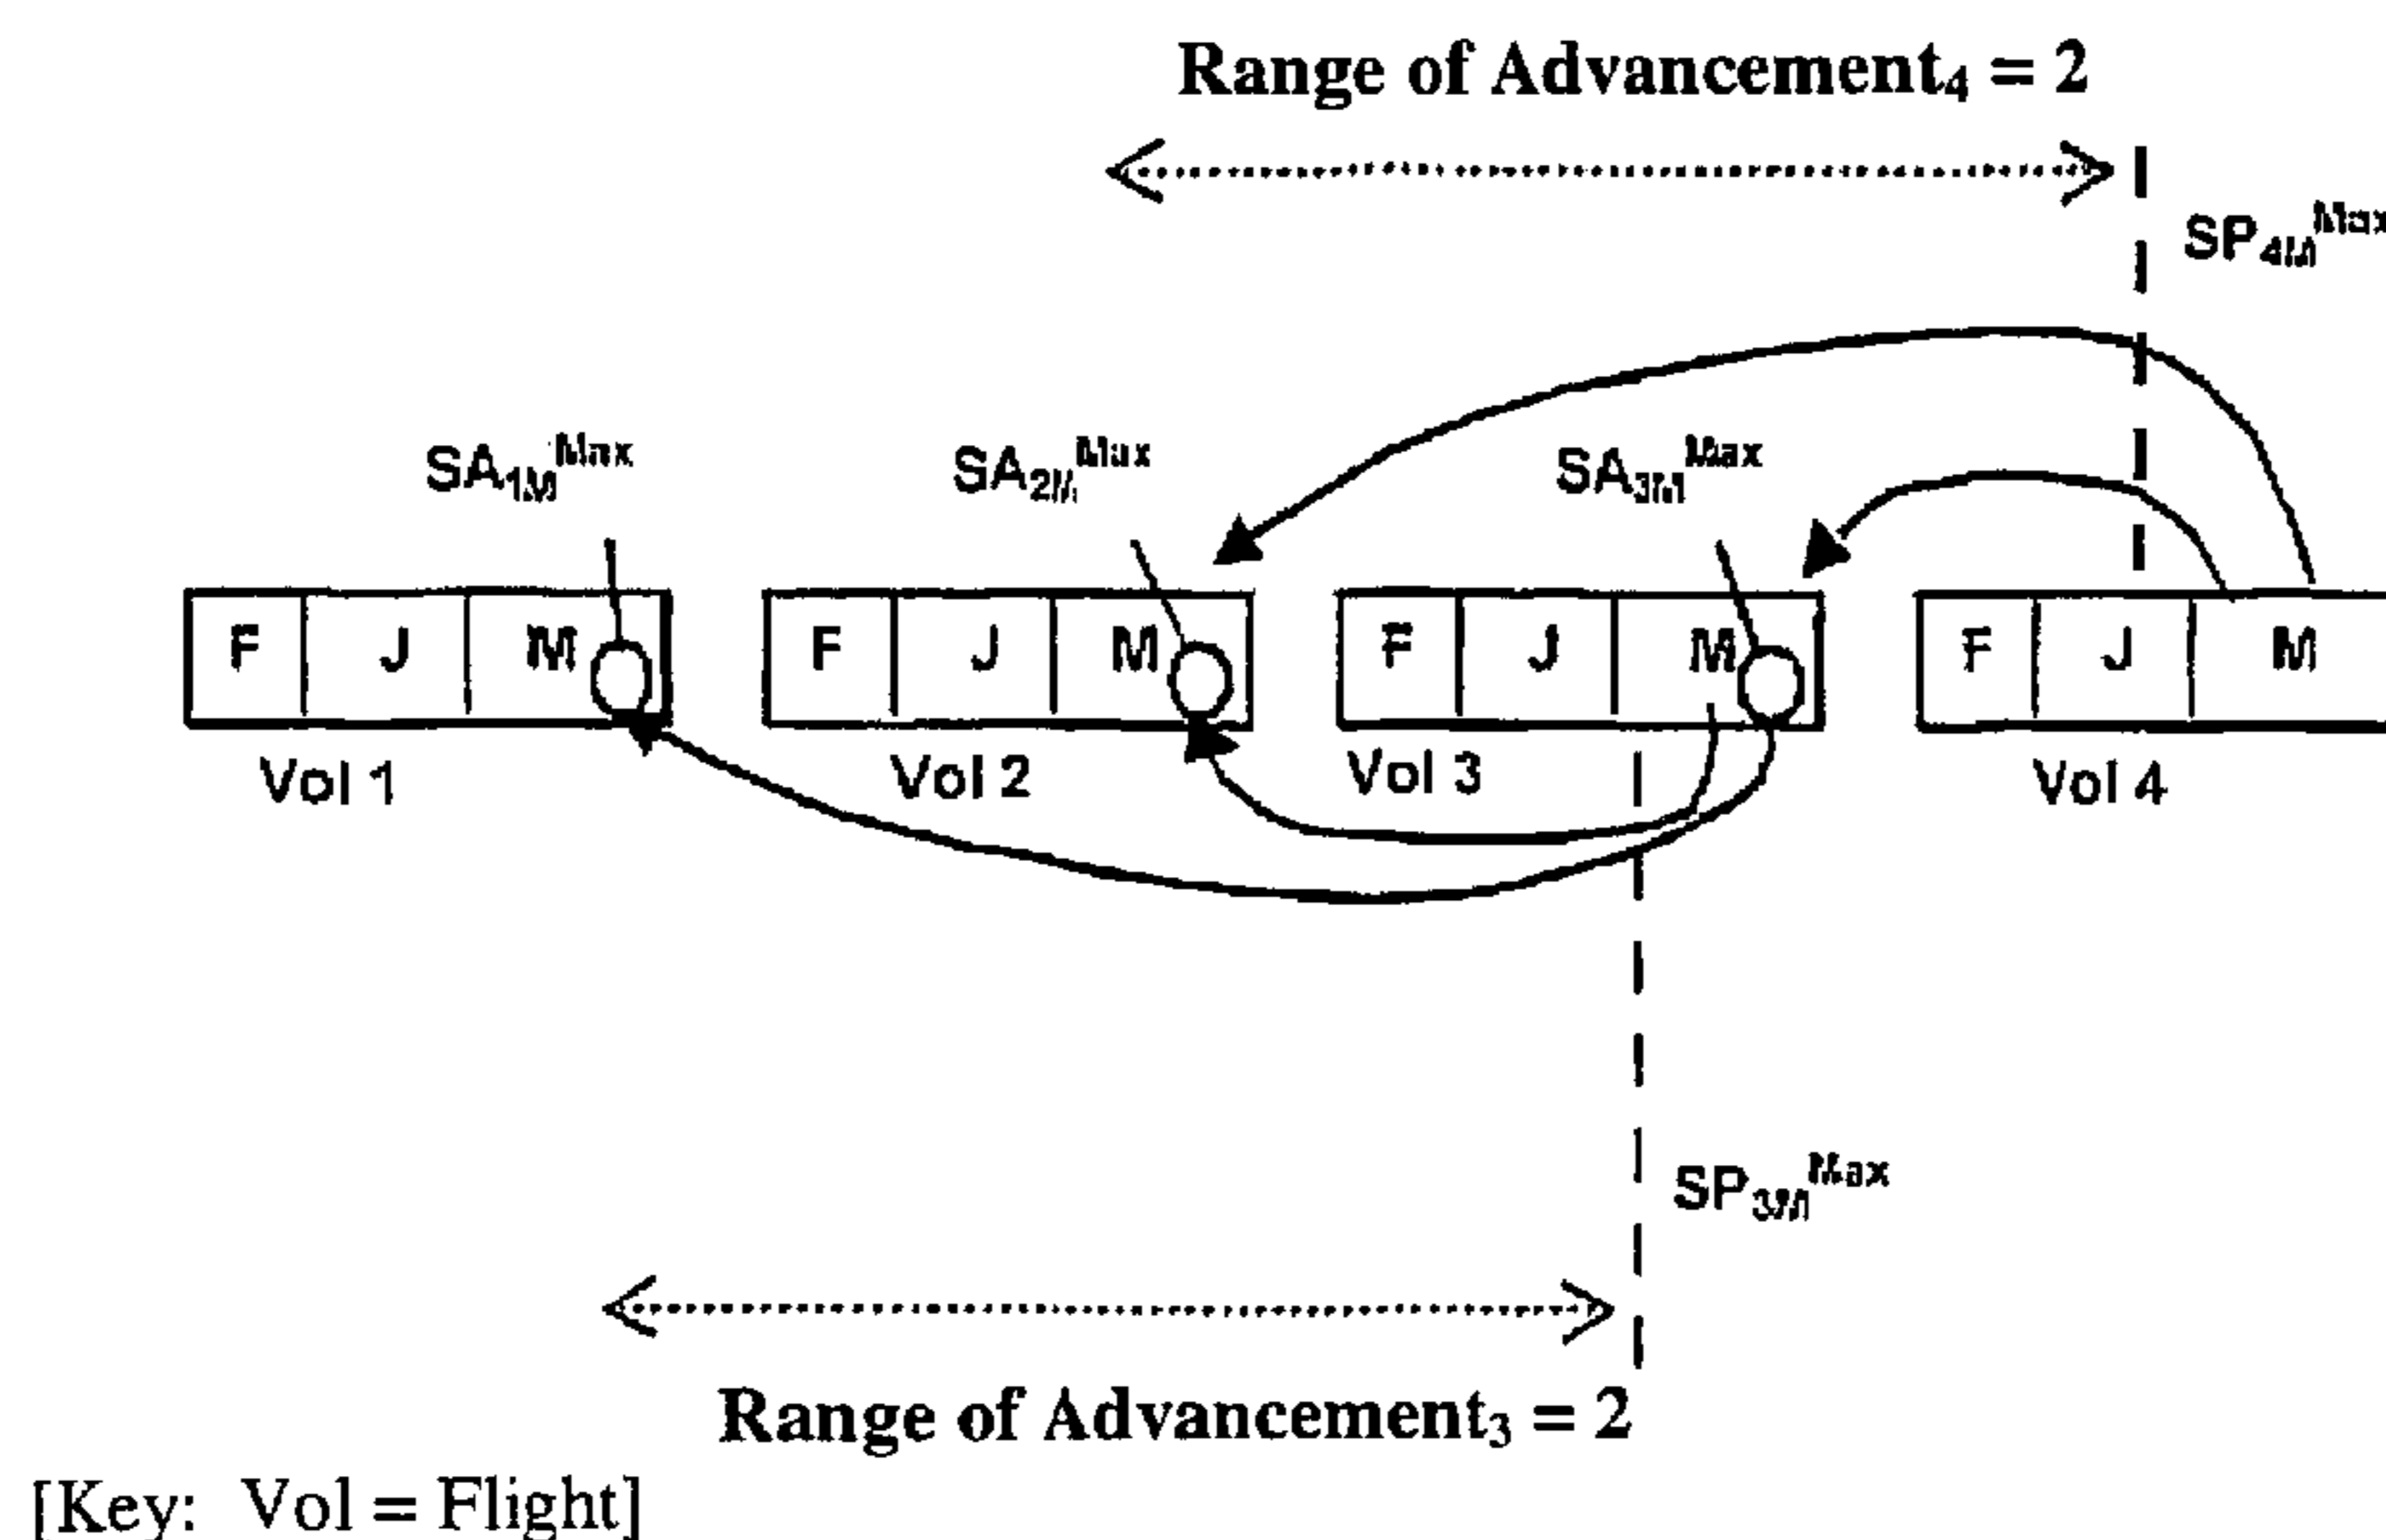 Range of Advancement₄ = 2
SP₄M^Max
SA₁M^Max SA₂M^Max SA₃M^Max
F J M F J M F J M F J M
Vol 1 Vol 2 Vol 3 Vol 4
SP₃M^Max
Range of Advancement₃ = 2
[Key: Vol = Flight]